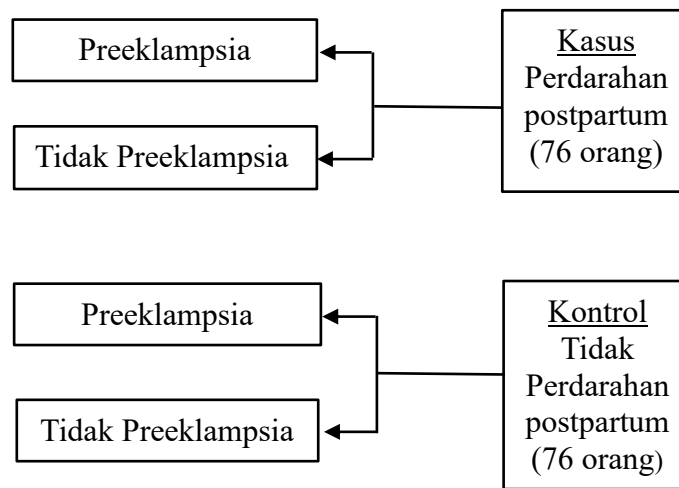 Preeklampsia
Tidak Preeklampsia
Kasus
Perdarahan
postpartum
(76 orang)
Preeklampsia
Tidak Preeklampsia
Kontrol
Tidak
Perdarahan
postpartum
(76 orang)